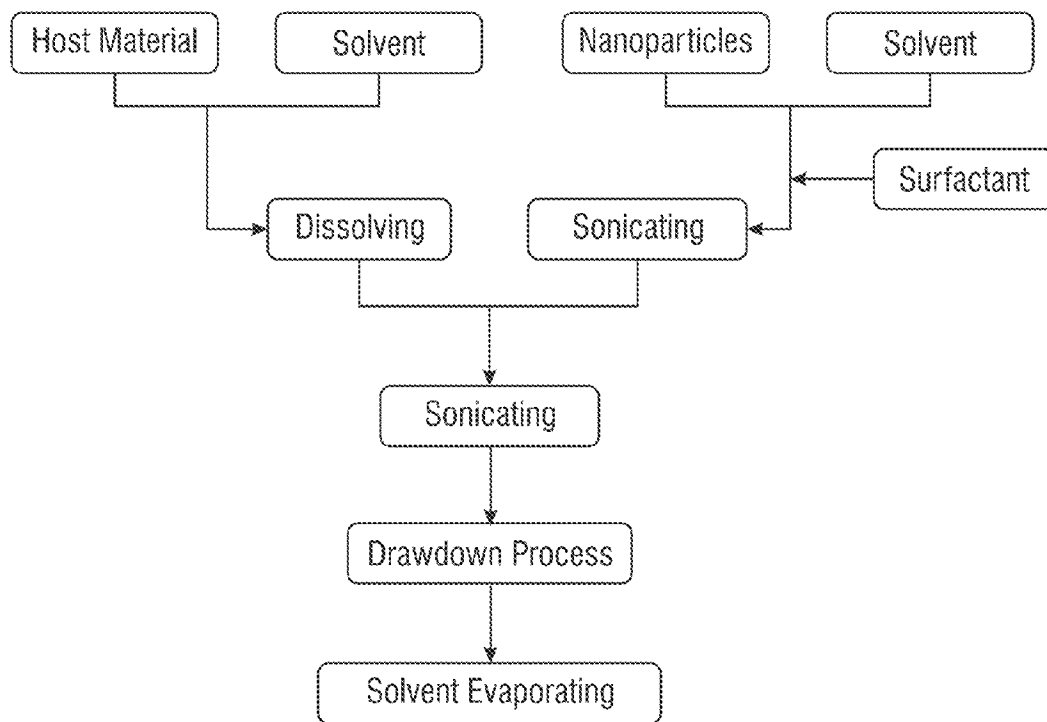 Host Material
Solvent
Nanoparticles
Solvent
Surfactant
Dissolving
Sonicating
Sonicating
Drawdown Process
Solvent Evaporating